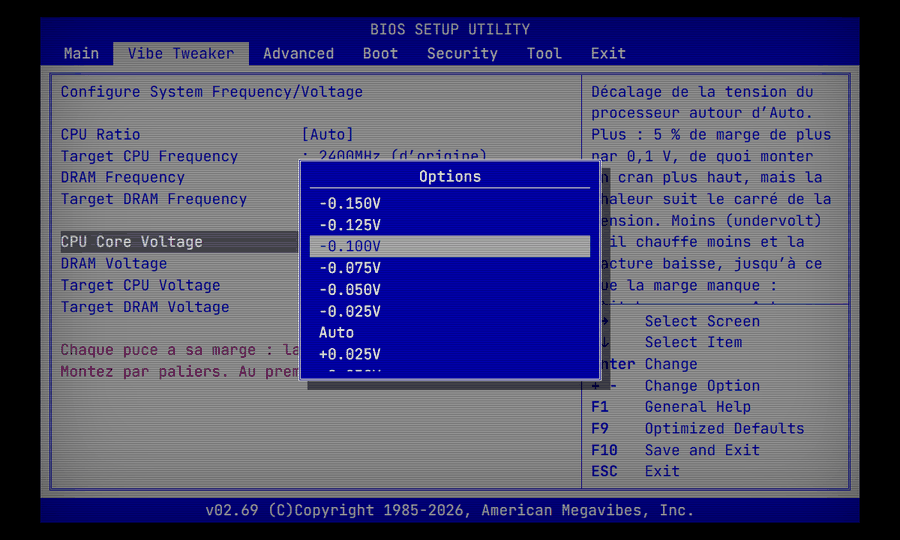 BIOS SETUP UTILITY
Main Vibe Tweaker Advanced Boot Security Tool Exit
Configure System Frequency/Voltage
CPU Ratio [Auto]
Target CPU Frequency : 2400MHz (d'origine)
DRAM Frequency
Target DRAM Frequency
CPU Core Voltage
DRAM Voltage
Target CPU Voltage
Target DRAM Voltage
Chaque puce a sa marge : la
Montez par paliers. Au
Options
-0.150V
-0.125V
-0.100V
-0.075V
-0.050V
-0.025V
Auto
+0.025V
Décalage de la tension du
processeur autour d'Auto.
Plus : 5 % de marge de plus
par 0,1 V, de quoi monter
cran plus haut, mais la
chaleur suit le carré de la
tension. Moins (undervolt)
il chauffe moins et la
facture baisse, jusqu'à ce
que la marge manque :
Select Screen
Select Item
Enter Change
+ - Change Option
F1 General Help
F9 Optimized Defaults
F10 Save and Exit
ESC Exit
v02.69 (C)Copyright 1985-2026, American Megavibes, Inc.